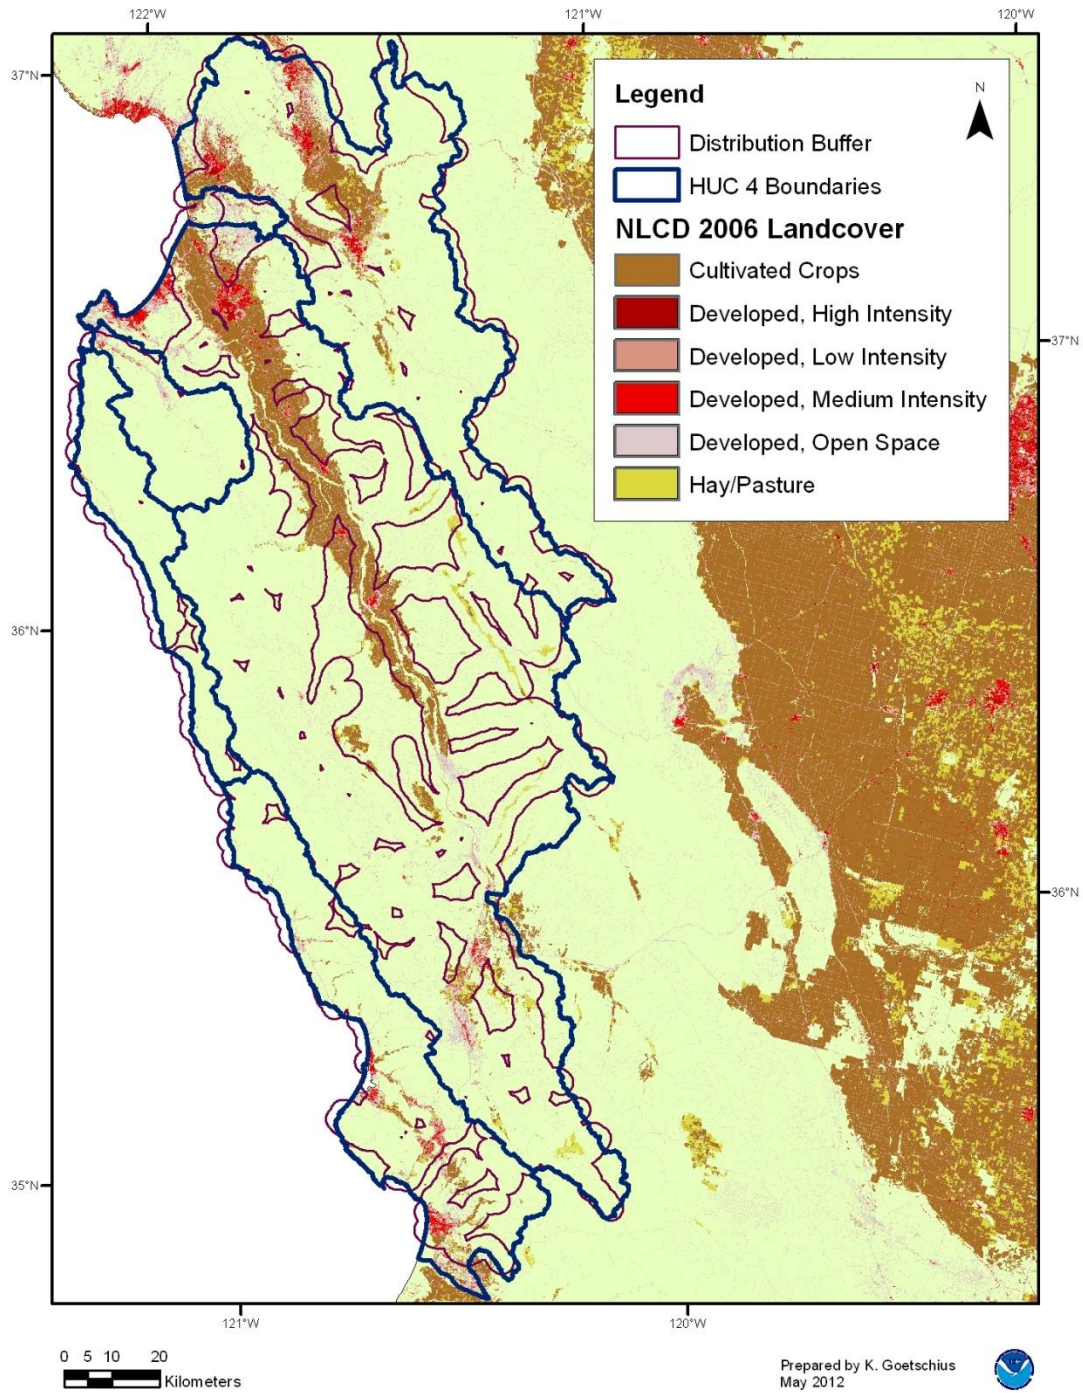 122°W
121°W
120°W
37°N
Legend
N
Distribution Buffer
HUC 4 Boundaries
NLCD 2006 Landcover
Cultivated Crops
Developed, High Intensity
Developed, Low Intensity
Developed, Medium Intensity
Developed, Open Space
Hay/Pasture
37°N
36°N
36°N
35°N
121°W
120°W
0 5 10 20
Kilometers
Prepared by K. Goetschius
May 2012